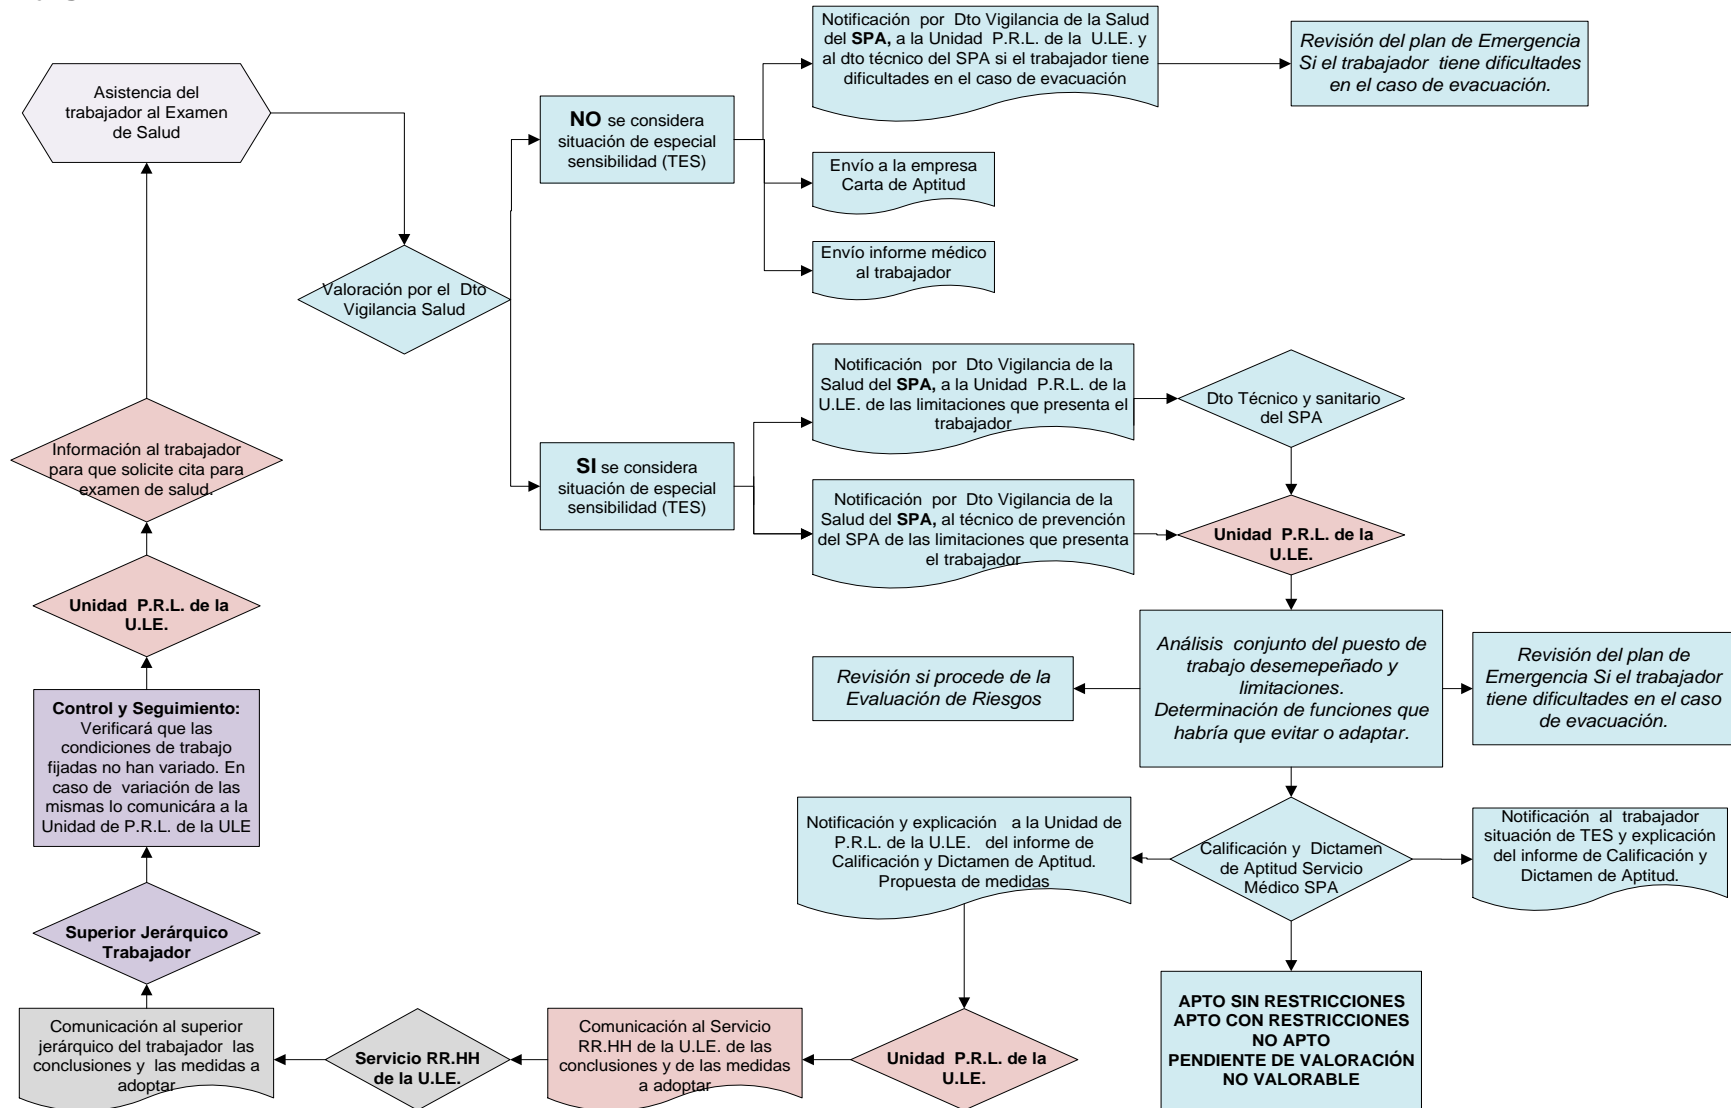 Asistencia del
trabajador al Examen
de Salud
Valoración por el Dto
Vigilancia Salud
NO se considera
situación de especial
sensibilidad (TES)
Notificación por Dto Vigilancia de la Salud
del SPA, a la Unidad P.R.L. de la U.LE. y
al dto técnico del SPA si el trabajador tiene
dificultades en el caso de evacuación
Revisión del plan de Emergencia
Si el trabajador tiene dificultades
en el caso de evacuación.
Envío a la empresa
Carta de Aptitud
Envío informe médico
al trabajador
SI se considera
situación de especial
sensibilidad (TES)
Notificación por Dto Vigilancia de la
Salud del SPA, a la Unidad P.R.L. de la
U.LE. de las limitaciones que presenta el
trabajador
Dto Técnico y sanitario
del SPA
Notificación por Dto Vigilancia de la
Salud del SPA, al técnico de prevención
del SPA de las limitaciones que presenta
el trabajador
Unidad P.R.L. de la
U.LE.
Análisis conjunto del puesto de
trabajo desemepeñado y
limitaciones.
Determinación de funciones que
habría que evitar o adaptar.
Revisión si procede de la
Evaluación de Riesgos
Revisión del plan de
Emergencia Si el trabajador
tiene dificultades en el caso
de evacuación.
Calificación y Dictamen
de Aptitud Servicio
Médico SPA
Notificación al trabajador
situación de TES y explicación
del informe de Calificación y
Dictamen de Aptitud.
Notificación y explicación a la Unidad de
P.R.L. de la U.LE. del informe de
Calificación y Dictamen de Aptitud.
Propuesta de medidas
APTO SIN RESTRICCIONES
APTO CON RESTRICCIONES
NO APTO
PENDIENTE DE VALORACIÓN
NO VALORABLE
Unidad P.R.L. de la
U.LE.
Comunicación al Servicio
RR.HH de la U.LE. de las
conclusiones y de las medidas
a adoptar
Servicio RR.HH
de la U.LE.
Comunicación al superior
jerárquico del trabajador las
conclusiones y las medidas a
adoptar
Superior Jerárquico
Trabajador
Control y Seguimiento:
Verificará que las
condiciones de trabajo
fijadas no han variado. En
caso de variación de las
mismas lo comunicára a la
Unidad de P.R.L. de la ULE
Unidad P.R.L. de la
U.LE.
Información al trabajador
para que solicite cita para
examen de salud.